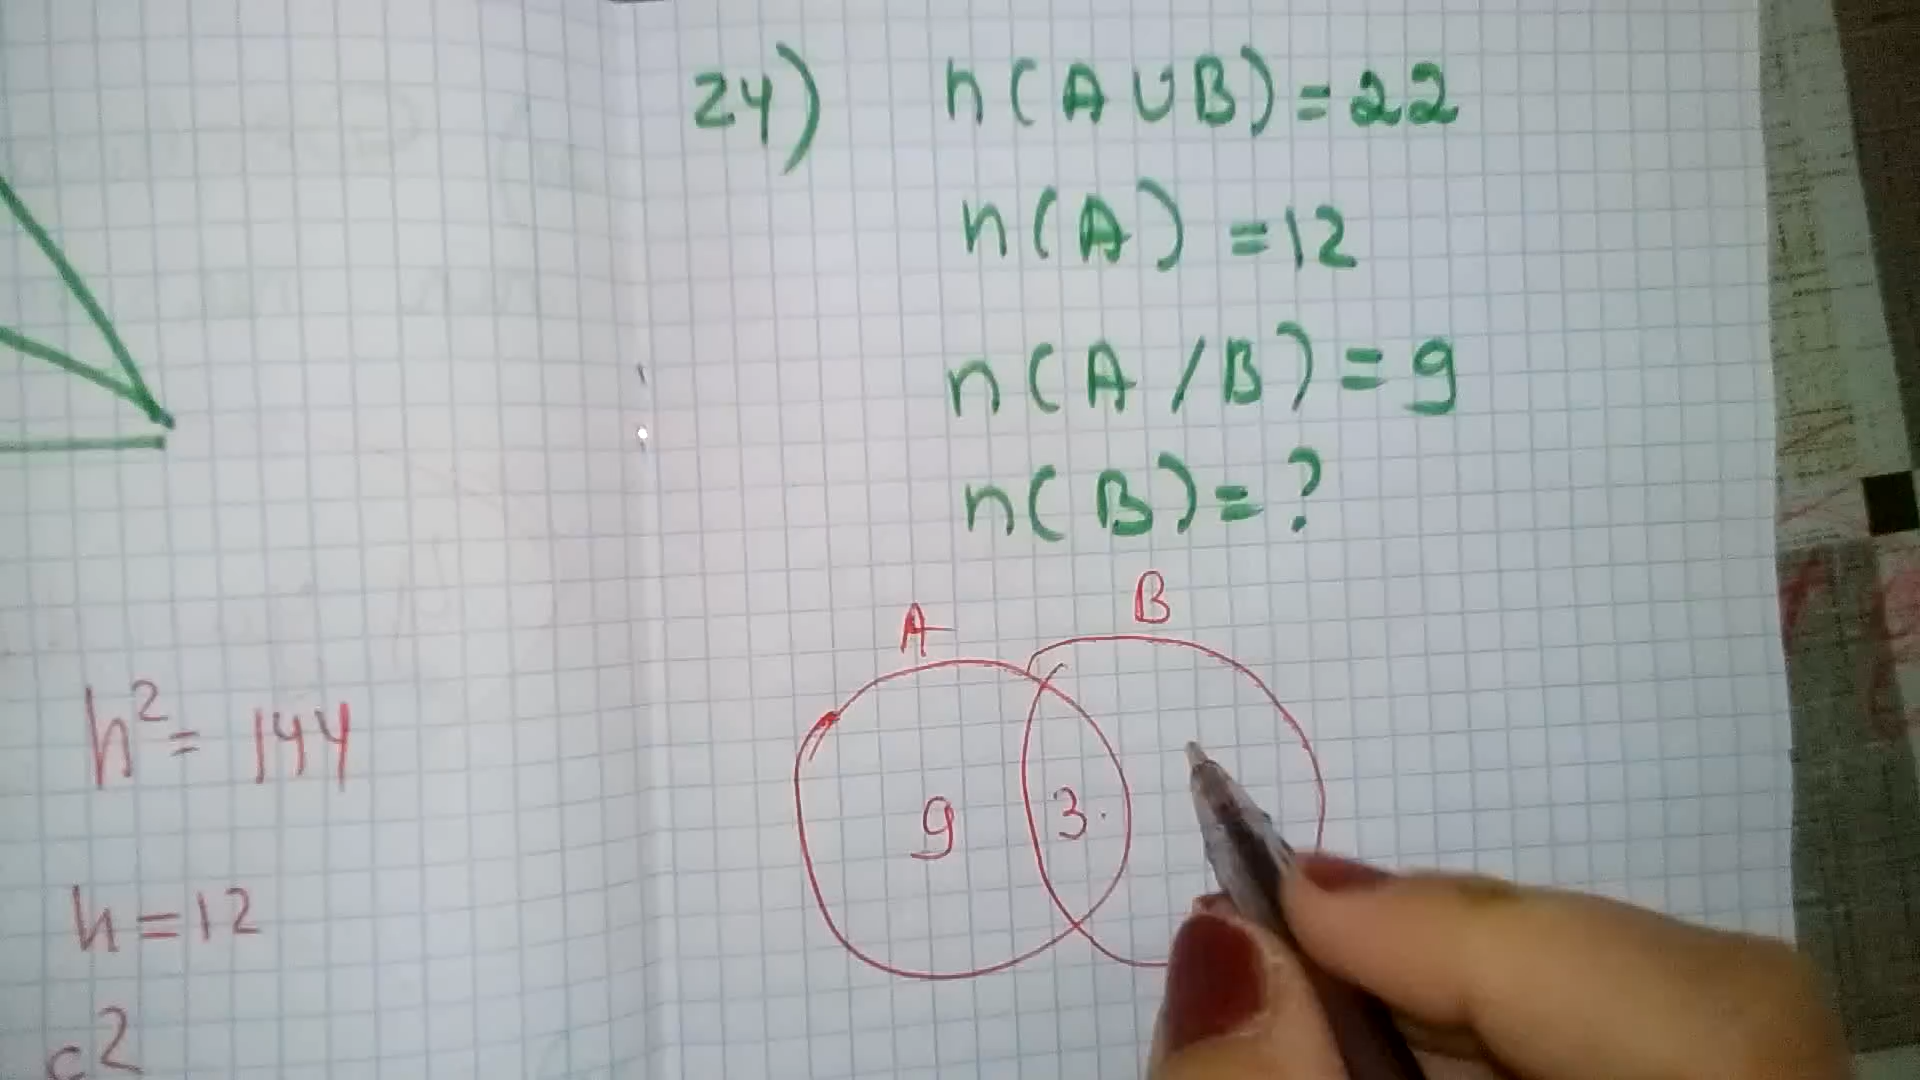 24) n(A∪B)=22
n(A)=12
n(A/B)=9
n(B)=?
A B
9 3.
h²=144
h=12
c2